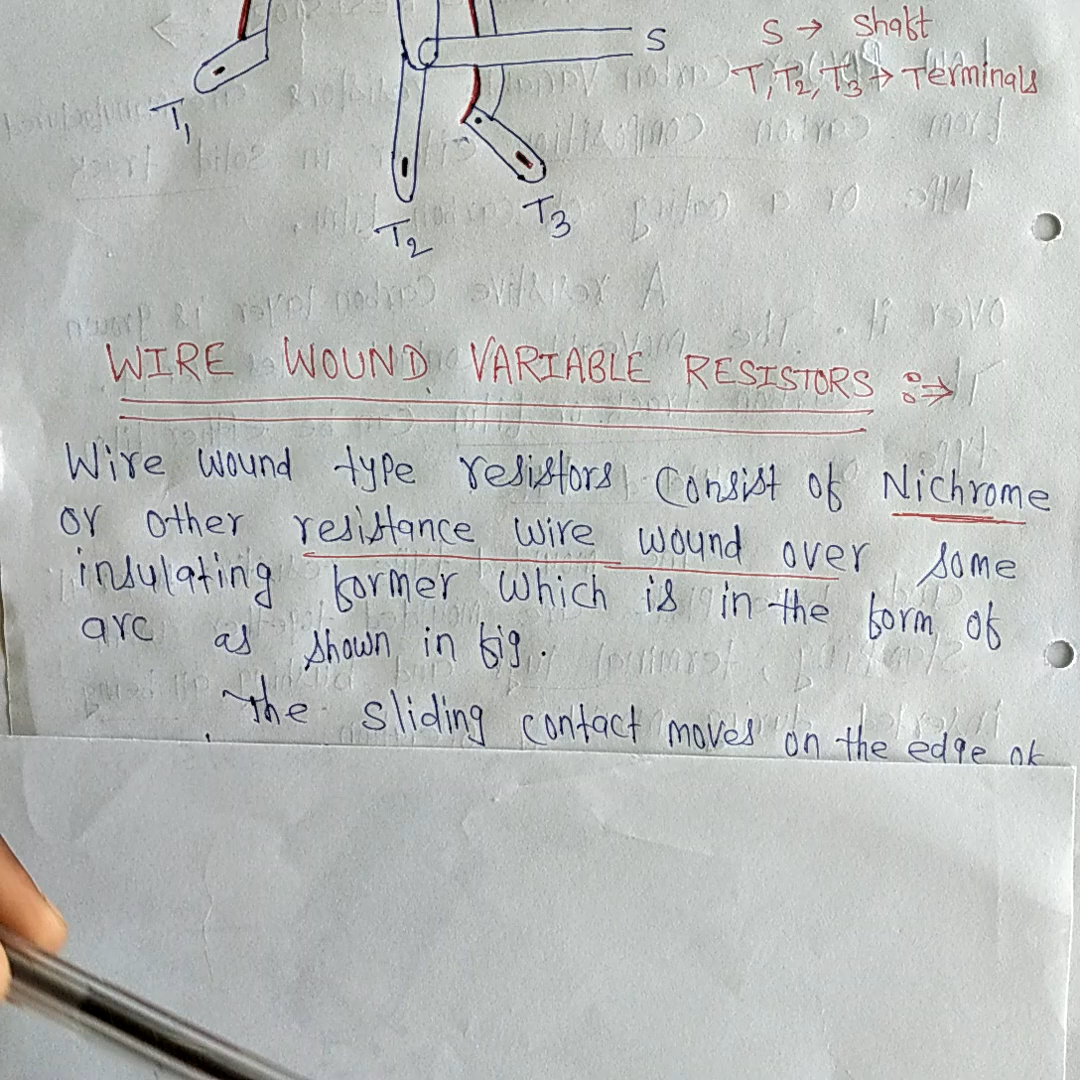 S → Shaft
S
T1, T2, T3 → Terminals
T1
T3
T2
WIRE WOUND VARIABLE RESISTORS :⇒
Wire wound type resistors consist of Nichrome
or other resistance wire wound over some
insulating former which is in the form of
arc as shown in fig.
The sliding contact moves on the edge of